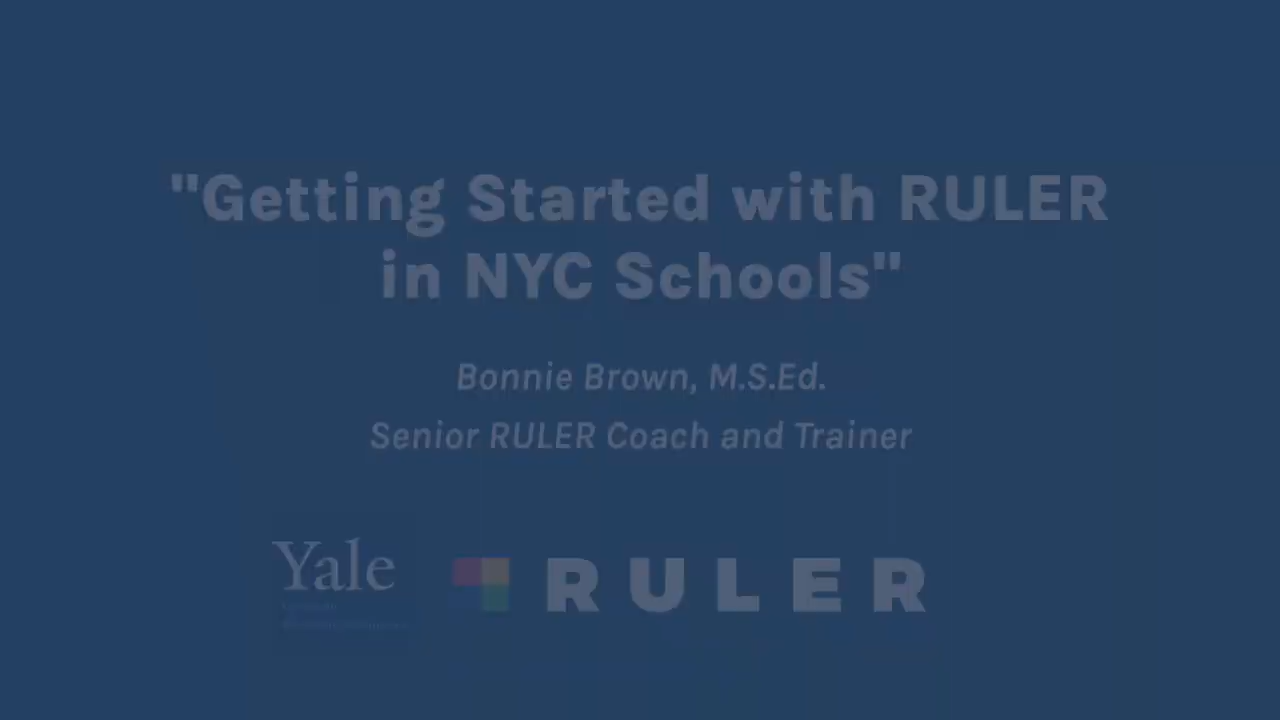 "Getting Started with RULER
in NYC Schools"
Bonnie Brown, M.S.Ed.
Senior RULER Coach and Trainer
Yale
RULER